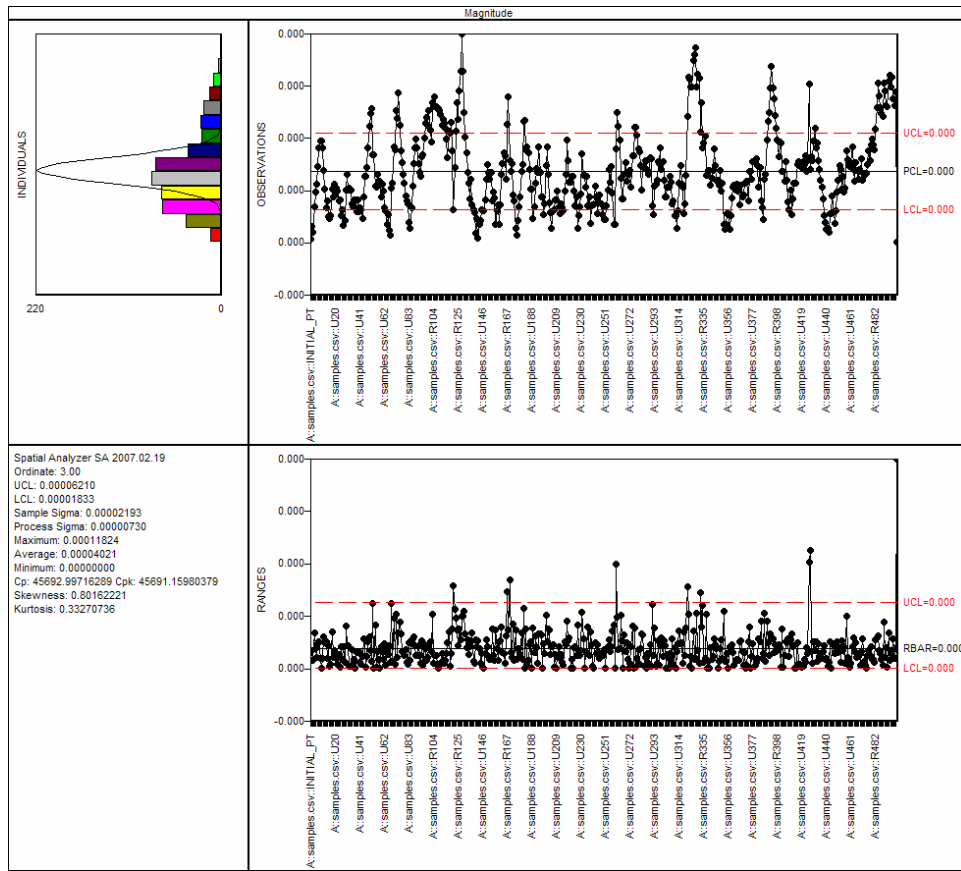 Magnitude
INDIVIDUALS
220
0
OBSERVATIONS
0.000
0.000
0.000
0.000
0.000
-0.000
UCL=0.000
PCL=0.000
LCL=0.000
A::samples.csv::INITIAL_PT
A::samples.csv::U20
A::samples.csv::U41
A::samples.csv::U62
A::samples.csv::U83
A::samples.csv::R104
A::samples.csv::R125
A::samples.csv::U146
A::samples.csv::R167
A::samples.csv::U188
A::samples.csv::U209
A::samples.csv::U230
A::samples.csv::U251
A::samples.csv::U272
A::samples.csv::U293
A::samples.csv::U314
A::samples.csv::R335
A::samples.csv::U356
A::samples.csv::U377
A::samples.csv::R398
A::samples.csv::U419
A::samples.csv::U440
A::samples.csv::U461
A::samples.csv::R482
Spatial Analyzer SA 2007.02.19
Ordinate: 3.00
UCL: 0.00006210
LCL: 0.00001833
Sample Sigma: 0.00002193
Process Sigma: 0.00000730
Maximum: 0.00011824
Average: 0.00004021
Minimum: 0.00000000
Cp: 45692.99716289 Cpk: 45691.15980379
Skewness: 0.80162221
Kurtosis: 0.33270736
RANGES
0.000
0.000
0.000
0.000
0.000
-0.000
UCL=0.000
RBAR=0.000
LCL=0.000
A::samples.csv::INITIAL_PT
A::samples.csv::U20
A::samples.csv::U41
A::samples.csv::U62
A::samples.csv::U83
A::samples.csv::R104
A::samples.csv::R125
A::samples.csv::U146
A::samples.csv::R167
A::samples.csv::U188
A::samples.csv::U209
A::samples.csv::U230
A::samples.csv::U251
A::samples.csv::U272
A::samples.csv::U293
A::samples.csv::U314
A::samples.csv::R335
A::samples.csv::U356
A::samples.csv::U377
A::samples.csv::R398
A::samples.csv::U419
A::samples.csv::U440
A::samples.csv::U461
A::samples.csv::R482